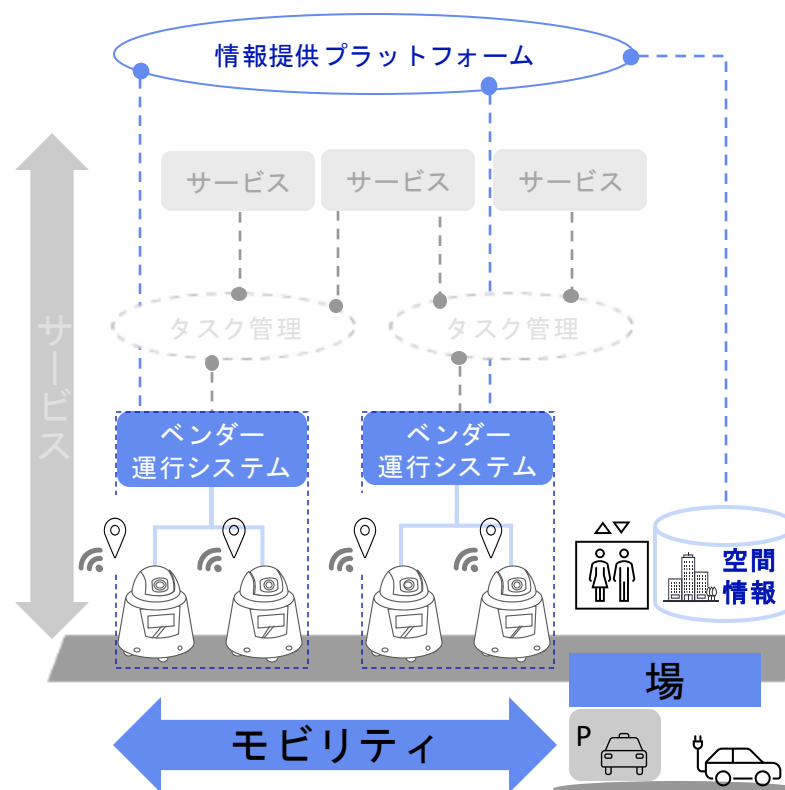 情報提供プラットフォーム
サービス
サービス
サービス
タスク管理
タスク管理
サービス
ベンダー
運行システム
ベンダー
運行システム
空間
情報
場
モビリティ
P